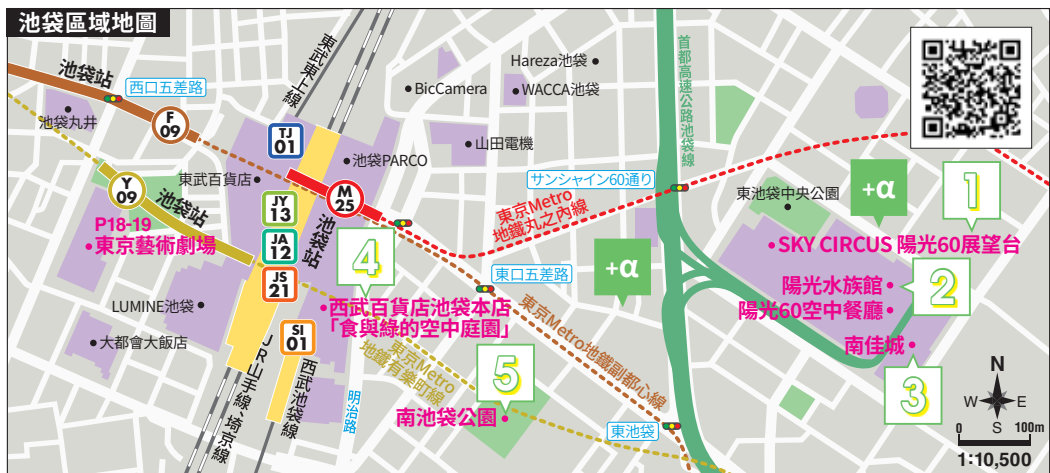 池袋區域地圖
東武東上線
Hareza池袋
BicCamera
WACCA池袋
首都高速公路池袋線
池袋站
西口五差路
池袋丸井
F
09
TJ
01
池袋PARCO
山田電機
サンシャイン60通り
東池袋中央公園
+α
1
Y
09
池袋站
東武百貨店
M
25
池袋站
東京Metro
地鐵丸之內線
P18-19
東京藝術劇場
JY
13
JA
12
JS
21
4
東口五差路
+α
SKY CIRCUS 陽光60展望台
陽光水族館
陽光60空中餐廳
2
LUMINE池袋
西武百貨店池袋本店
「食與綠的空中庭園」
大都會大飯店
SI
01
東京Metro
地鐵有樂町線
東京Metro地鐵副都心線
南佳城
3
5
南池袋公園
JR山手線、埼京線
西武池袋線
明治路
東池袋
N
W
E
S
0
100m
1:10,500